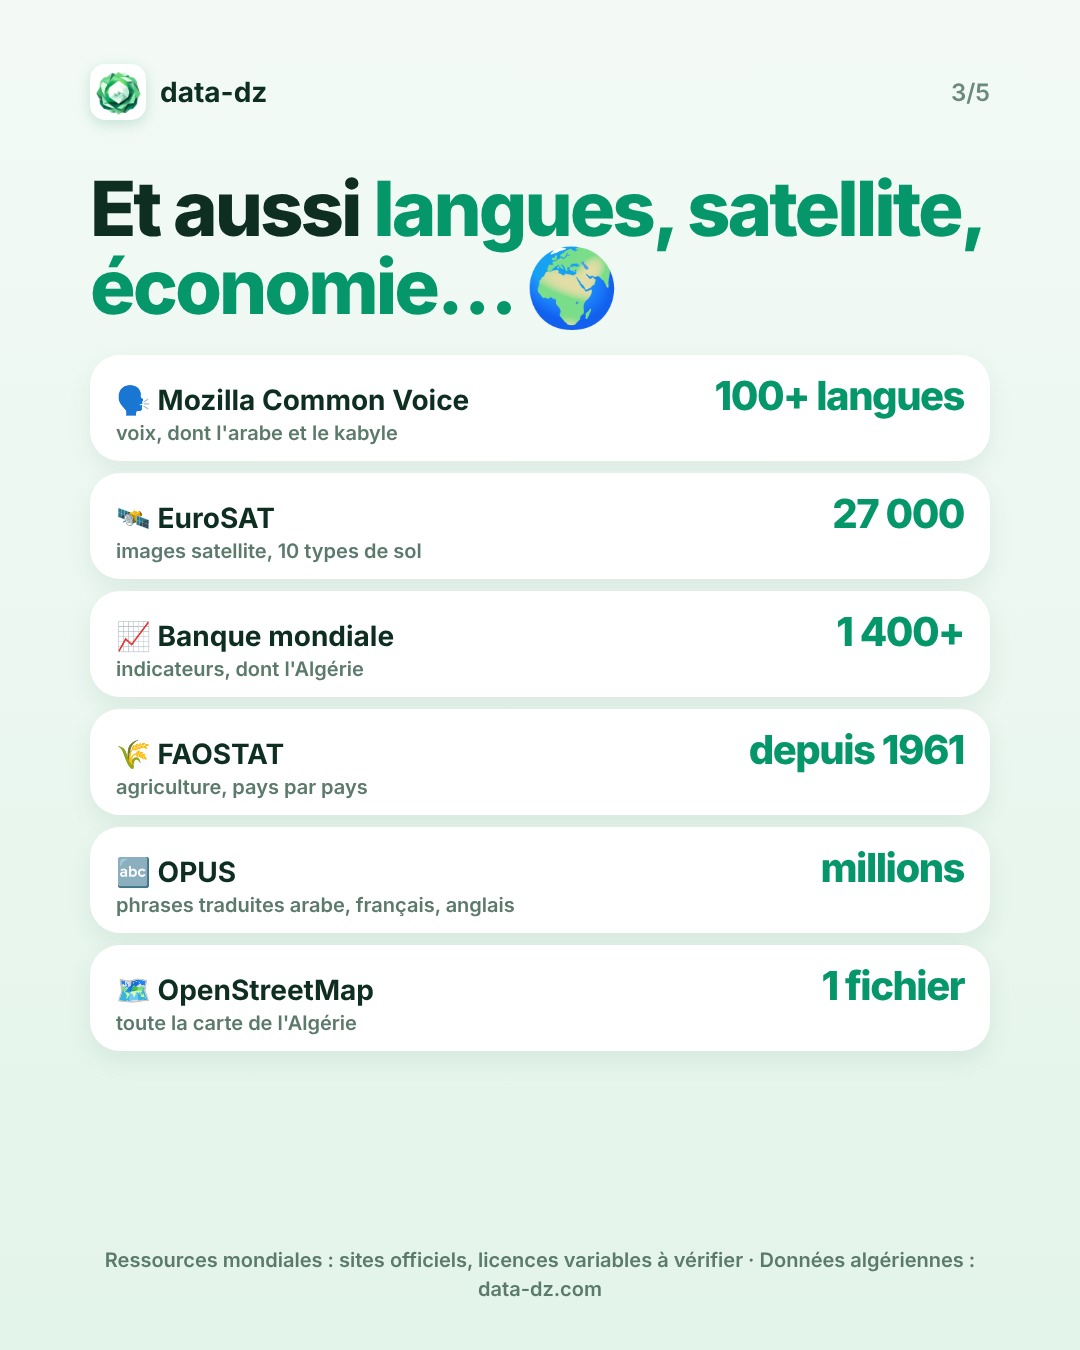 data-dz
3/5
Et aussi langues, satellite,
économie… 🌍
🗣️ Mozilla Common Voice
100+ langues
voix, dont l'arabe et le kabyle
🛰️ EuroSAT
27 000
images satellite, 10 types de sol
📈 Banque mondiale
1 400+
indicateurs, dont l'Algérie
🌾 FAOSTAT
depuis 1961
agriculture, pays par pays
🔤 OPUS
millions
phrases traduites arabe, français, anglais
🗺️ OpenStreetMap
1 fichier
toute la carte de l'Algérie
Ressources mondiales : sites officiels, licences variables à vérifier · Données algériennes :
data-dz.com